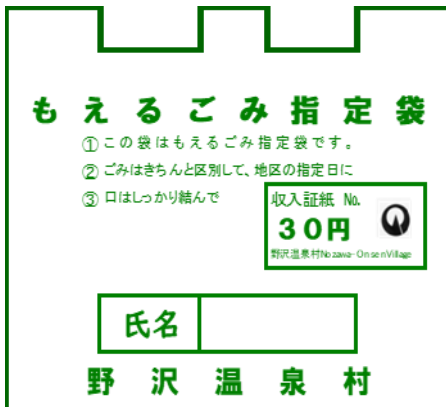 もえるごみ指定袋
①この袋はもえるごみ指定袋です。
②ごみはきちんと区別して、地区の指定日に
③口はしっかり結んで
収入証紙 No.
30円
野沢温泉村Nozawa-OnsenVillage
氏名
野沢温泉村